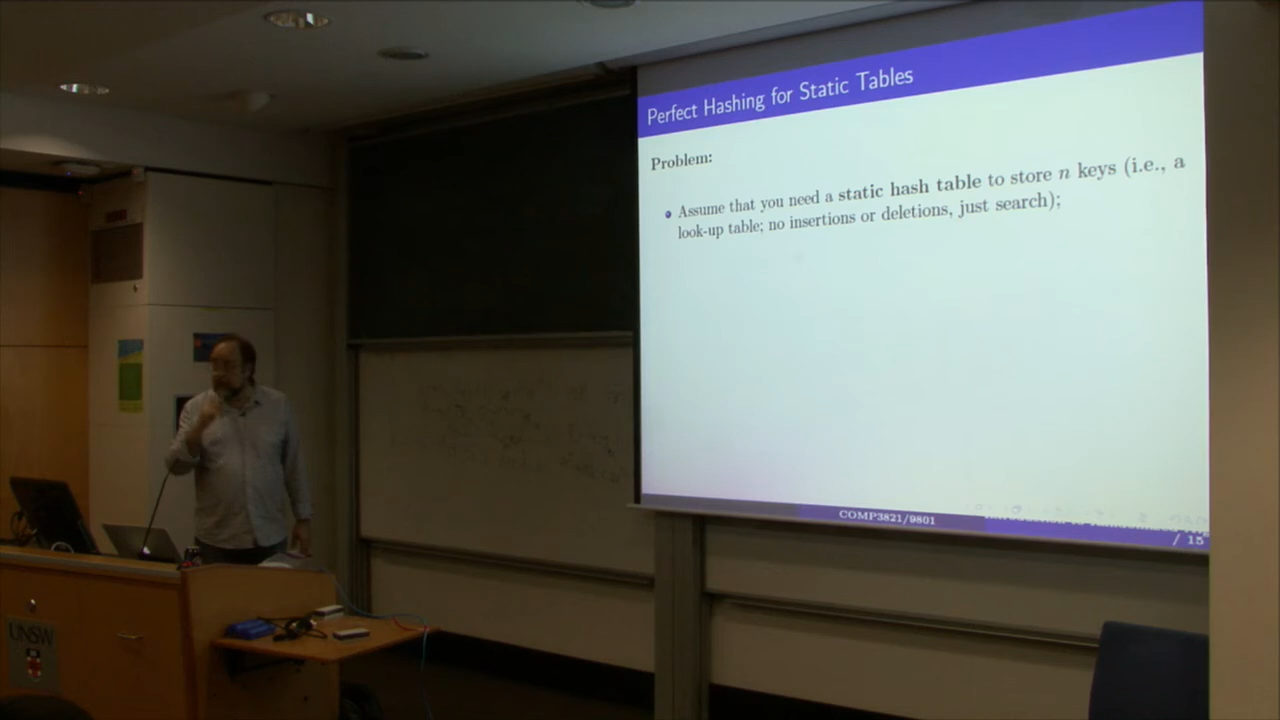 Perfect Hashing for Static Tables
Problem:
Assume that you need a static hash table to store n keys (i.e., a
look-up table; no insertions or deletions, just search);
COMP3821/9801
/ 15
UNSW